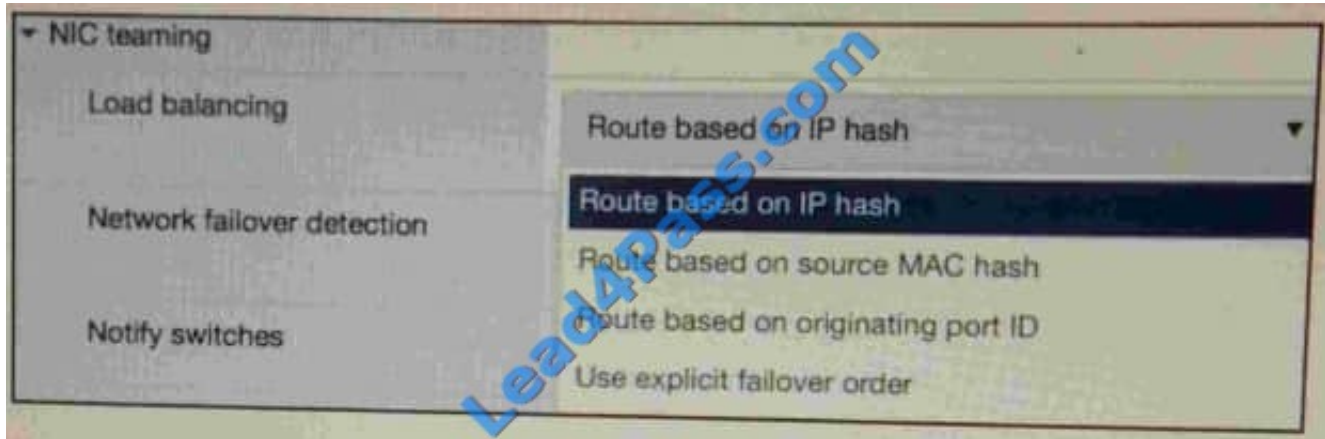 NIC teaming
Load balancing
Route based on IP hash
Route based on IP hash
Network failover detection
Route based on source MAC hash
Notify switches
Route based on originating port ID
Use explicit failover order
Lead4Pass.com